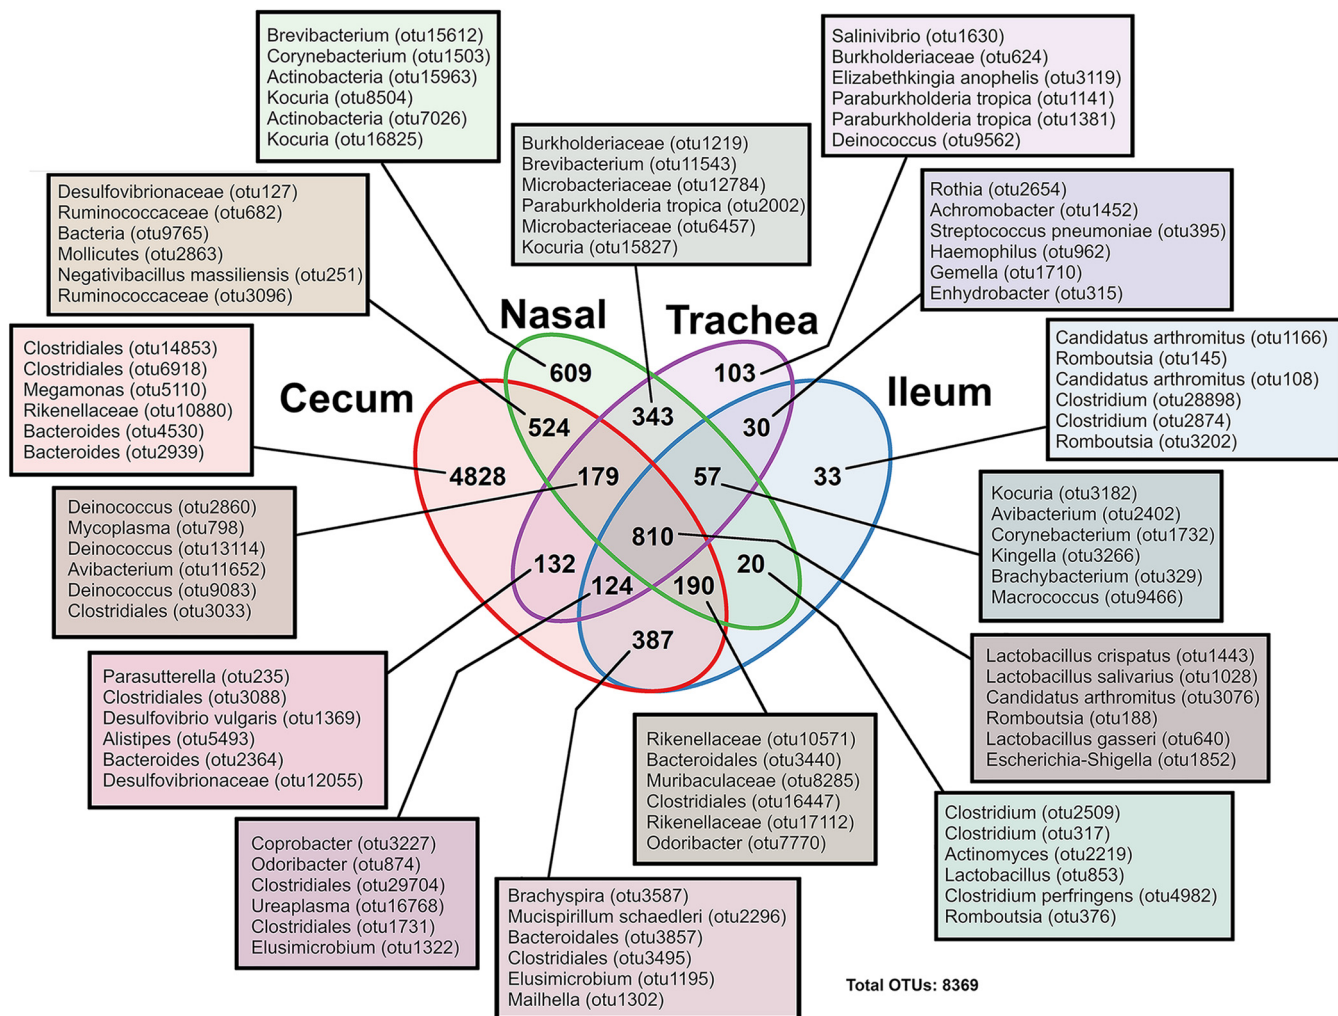 Brevibacterium (otu15612)
Corynebacterium (otu1503)
Actinobacteria (otu15963)
Kocuria (otu8504)
Actinobacteria (otu7026)
Kocuria (otu16825)
Salinivibrio (otu1630)
Burkholderiaceae (otu624)
Elizabethkingia anophelis (otu3119)
Paraburkholderia tropica (otu1141)
Paraburkholderia tropica (otu1381)
Deinococcus (otu9562)
Burkholderiaceae (otu1219)
Brevibacterium (otu11543)
Microbacteriaceae (otu12784)
Paraburkholderia tropica (otu2002)
Microbacteriaceae (otu6457)
Kocuria (otu15827)
Desulfovibrionaceae (otu127)
Ruminococcaceae (otu682)
Bacteria (otu9765)
Mollicutes (otu2863)
Negativibacillus massiliensis (otu251)
Ruminococcaceae (otu3096)
Rothia (otu2654)
Achromobacter (otu1452)
Streptococcus pneumoniae (otu395)
Haemophilus (otu962)
Gemella (otu1710)
Enhydrobacter (otu315)
Nasal
Trachea
Cecum
Ileum
Clostridiales (otu14853)
Clostridiales (otu6918)
Megamonas (otu5110)
Rikenellaceae (otu10880)
Bacteroides (otu4530)
Bacteroides (otu2939)
Candidatus arthromitus (otu1166)
Romboutsia (otu145)
Candidatus arthromitus (otu108)
Clostridium (otu28898)
Clostridium (otu2874)
Romboutsia (otu3202)
609
103
524
343
30
4828
179
57
33
810
132
124
190
20
387
Deinococcus (otu2860)
Mycoplasma (otu798)
Deinococcus (otu13114)
Avibacterium (otu11652)
Deinococcus (otu9083)
Clostridiales (otu3033)
Kocuria (otu3182)
Avibacterium (otu2402)
Corynebacterium (otu1732)
Kingella (otu3266)
Brachybacterium (otu329)
Macrococcus (otu9466)
Parasutterella (otu235)
Clostridiales (otu3088)
Desulfovibrio vulgaris (otu1369)
Alistipes (otu5493)
Bacteroides (otu2364)
Desulfovibrionaceae (otu12055)
Lactobacillus crispatus (otu1443)
Lactobacillus salivarius (otu1028)
Candidatus arthromitus (otu3076)
Romboutsia (otu188)
Lactobacillus gasseri (otu640)
Escherichia-Shigella (otu1852)
Rikenellaceae (otu10571)
Bacteroidales (otu3440)
Muribaculaceae (otu8285)
Clostridiales (otu16447)
Rikenellaceae (otu17112)
Odoribacter (otu7770)
Clostridium (otu2509)
Clostridium (otu317)
Actinomyces (otu2219)
Lactobacillus (otu853)
Clostridium perfringens (otu4982)
Romboutsia (otu376)
Coprobacter (otu3227)
Odoribacter (otu874)
Clostridiales (otu29704)
Ureaplasma (otu16768)
Clostridiales (otu1731)
Elusimicrobium (otu1322)
Brachyspira (otu3587)
Mucispirillum schaedleri (otu2296)
Bacteroidales (otu3857)
Clostridiales (otu3495)
Elusimicrobium (otu1195)
Mailhella (otu1302)
Total OTUs: 8369